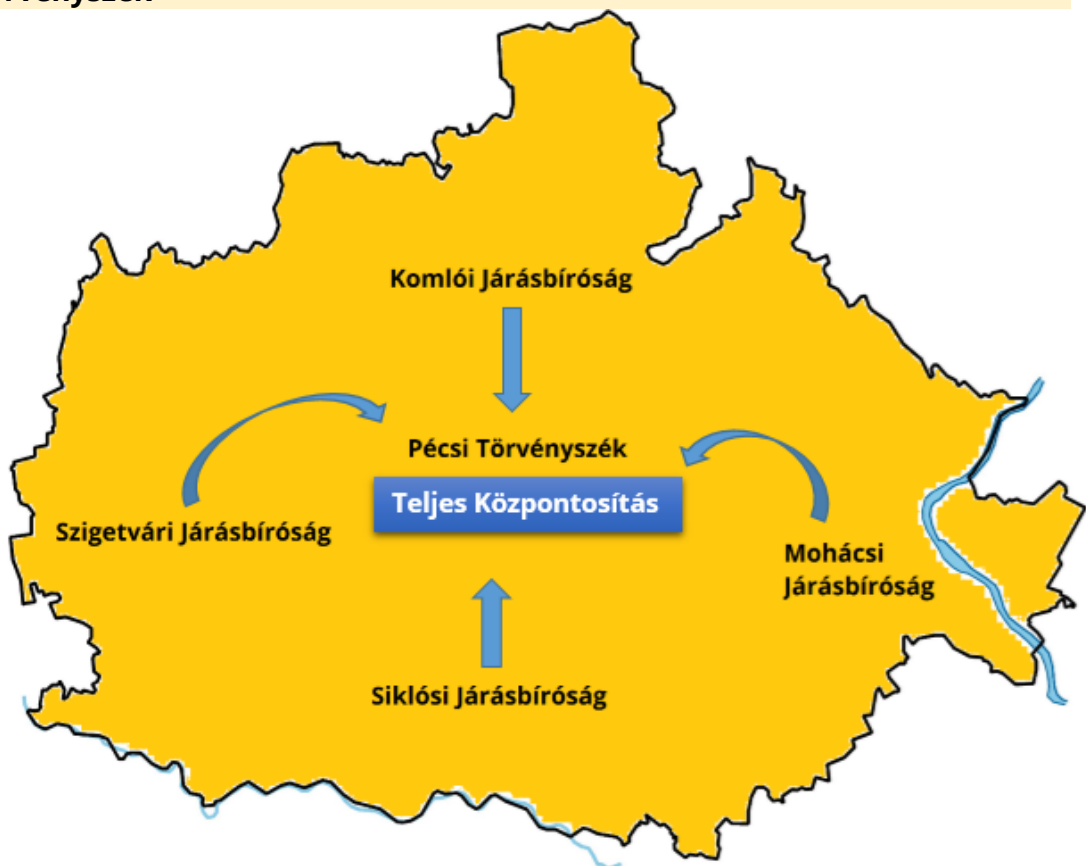 Komlói Járásbíróság
Pécsi Törvényszék
Teljes Központosítás
Szigetvári Járásbíróság
Mohácsi
Járásbíróság
Siklósi Járásbíróság